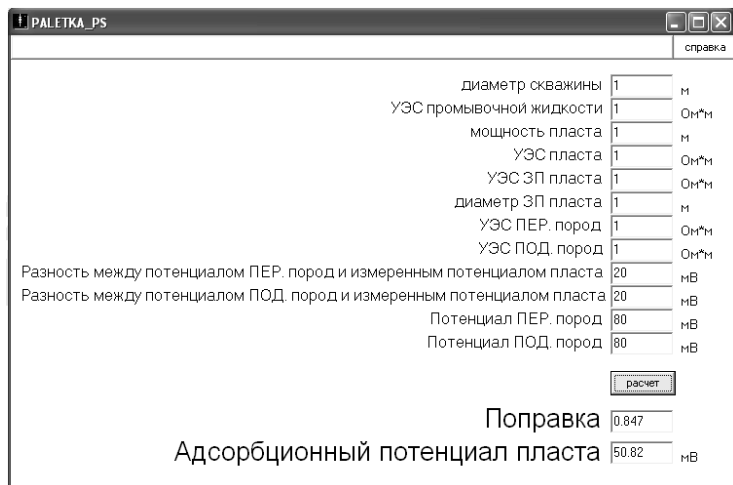 PALETKA_PS
справка
диаметр скважины 1 м
УЭС промывочной жидкости 1 Ом*м
мощность пласта 1 м
УЭС пласта 1 Ом*м
УЭС ЗП пласта 1 Ом*м
диаметр ЗП пласта 1 м
УЭС ПЕР. пород 1 Ом*м
УЭС ПОД. пород 1 Ом*м
Разность между потенциалом ПЕР. пород и измеренным потенциалом пласта 20 мВ
Разность между потенциалом ПОД. пород и измеренным потенциалом пласта 20 мВ
Потенциал ПЕР. пород 80 мВ
Потенциал ПОД. пород 80 мВ
расчет
Поправка 0.847
Адсорбционный потенциал пласта 50.82 мВ